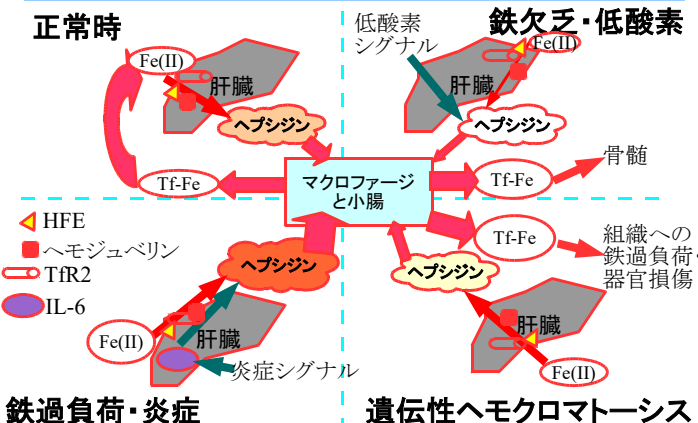 正常時
Fe(II)
肝臓
ヘプシジン
Tf-Fe
鉄欠乏・低酸素
低酸素
シグナル
Fe(II)
肝臓
ヘプシジン
Tf-Fe
骨髄
マクロファージ
と小腸
HFE
ヘモジュベリン
TfR2
IL-6
ヘプシジン
Fe(II)
肝臓
炎症シグナル
鉄過負荷・炎症
Tf-Fe
組織への
鉄過負荷・
器官損傷
ヘプシジン
肝臓
Fe(II)
遺伝性ヘモクロマトーシス